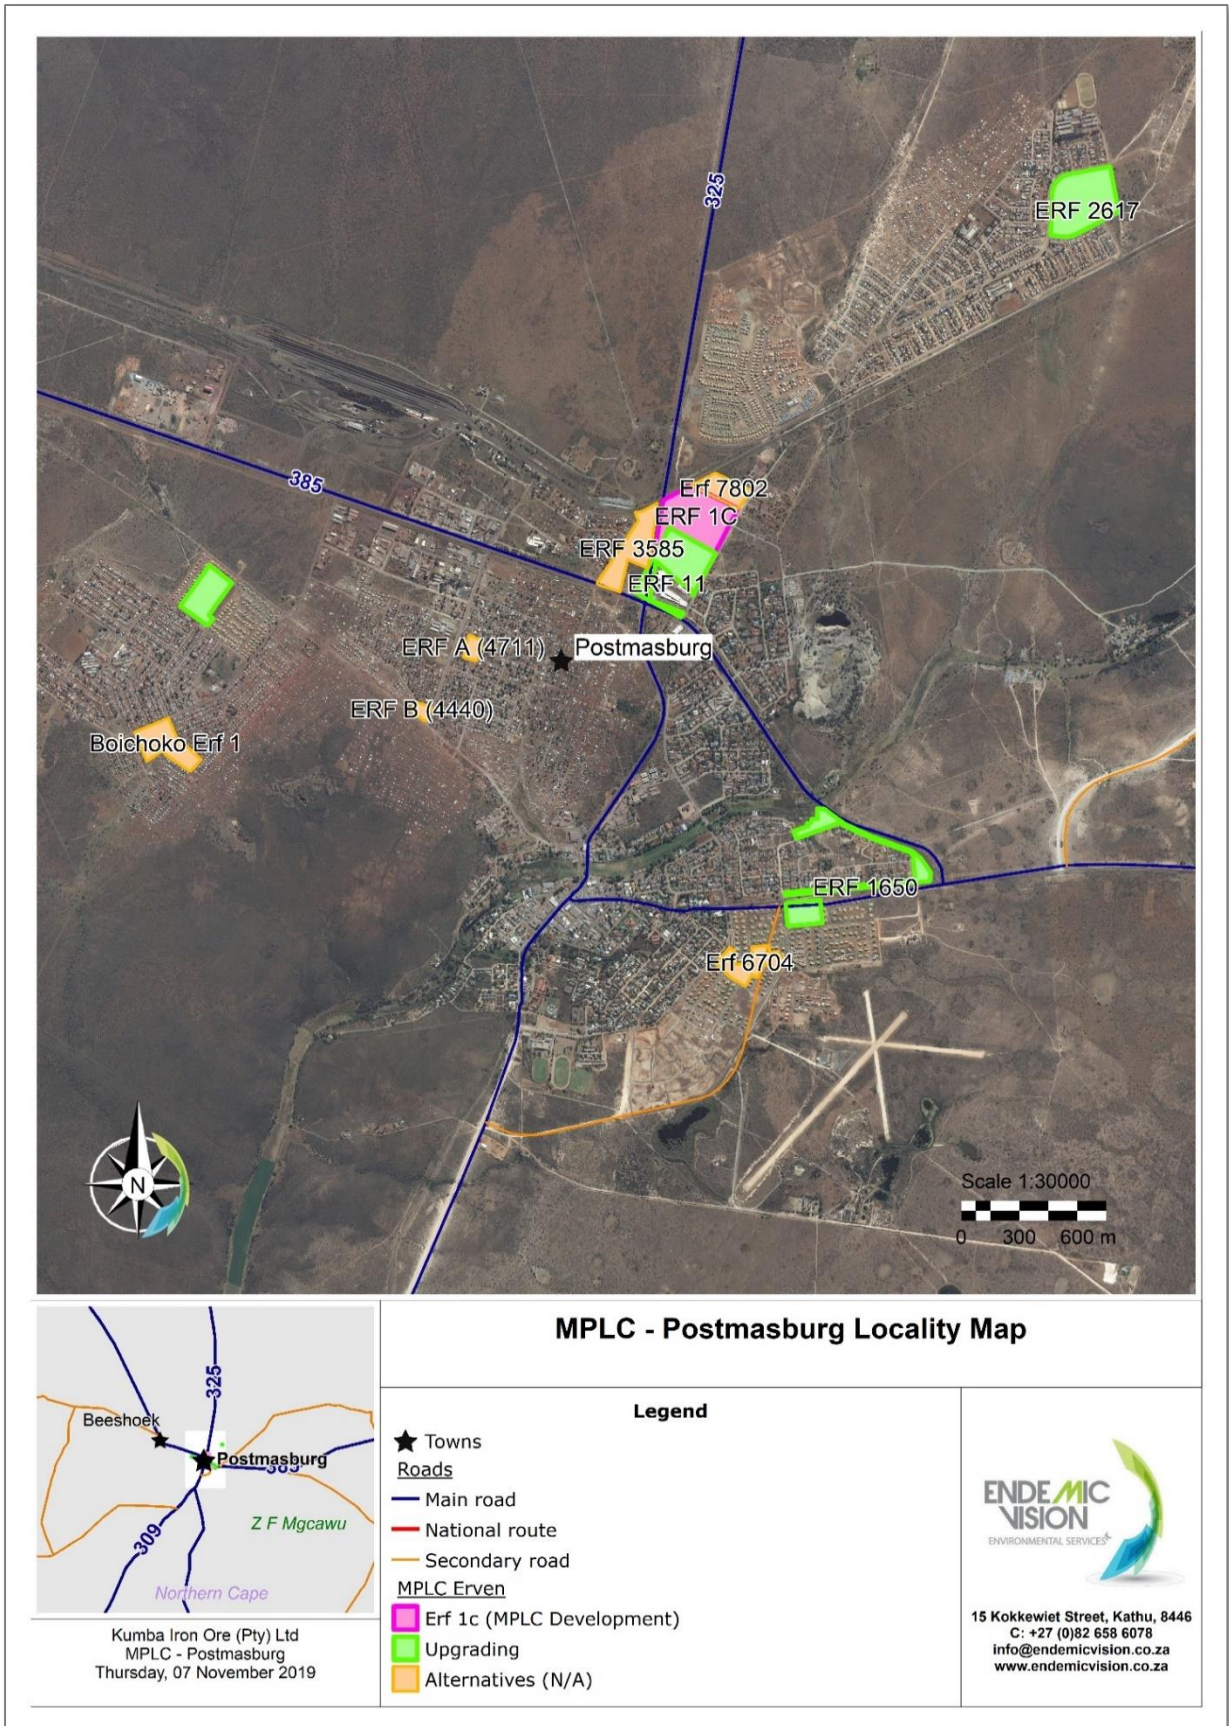 325
ERF 2617
385
Erf 7802
ERF 1C
ERF 3585
ERF 11
ERF A (4711)
Postmasburg
ERF B (4440)
Boichoko Erf 1
ERF 1650
Erf 6704
N
Scale 1:30000
0 300 600 m
325
Beeshoek
Postmasburg
385
Z F Mgcawu
309
Northern Cape
Kumba Iron Ore (Pty) Ltd
MPLC - Postmasburg
Thursday, 07 November 2019
MPLC - Postmasburg Locality Map
Legend
Towns
Roads
Main road
National route
Secondary road
MPLC Erven
Erf 1c (MPLC Development)
Upgrading
Alternatives (N/A)
ENDEMIC
VISION
ENVIRONMENTAL SERVICES
15 Kokkewiet Street, Kathu, 8446
C: +27 (0)82 658 6078
info@endemicvision.co.za
www.endemicvision.co.za